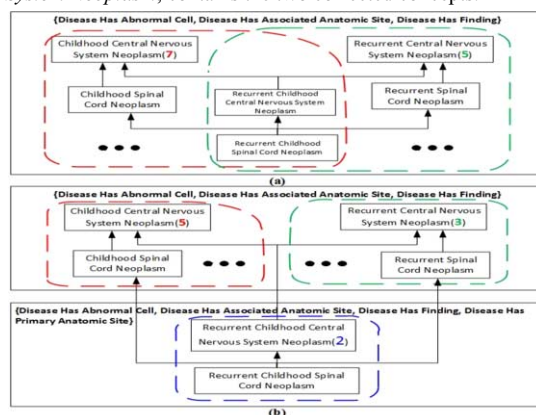 system neoplasm, contains the two connected concepts.
{Disease Has Abnormal Cell, Disease Has Associated Anatomic Site, Disease Has Finding}
Childhood Central Nervous
System Neoplasm(7)
Recurrent Central Nervous
System Neoplasm(5)
Childhood Spinal
Cord Neoplasm
Recurrent Childhood
Central Nervous System
Neoplasm
Recurrent Spinal
Cord Neoplasm
Recurrent Childhood
Spinal Cord Neoplasm
(a)
{Disease Has Abnormal Cell, Disease Has Associated Anatomic Site, Disease Has Finding}
Childhood Central Nervous
System Neoplasm(5)
Recurrent Central Nervous
System Neoplasm(3)
Childhood Spinal
Cord Neoplasm
Recurrent Spinal
Cord Neoplasm
{Disease Has Abnormal Cell, Disease Has Associated Anatomic Site, Disease Has Finding, Disease Has
Primary Anatomic Site}
Recurrent Childhood Central
Nervous System Neoplasm(2)
Recurrent Childhood Spinal
Cord Neoplasm
(b)